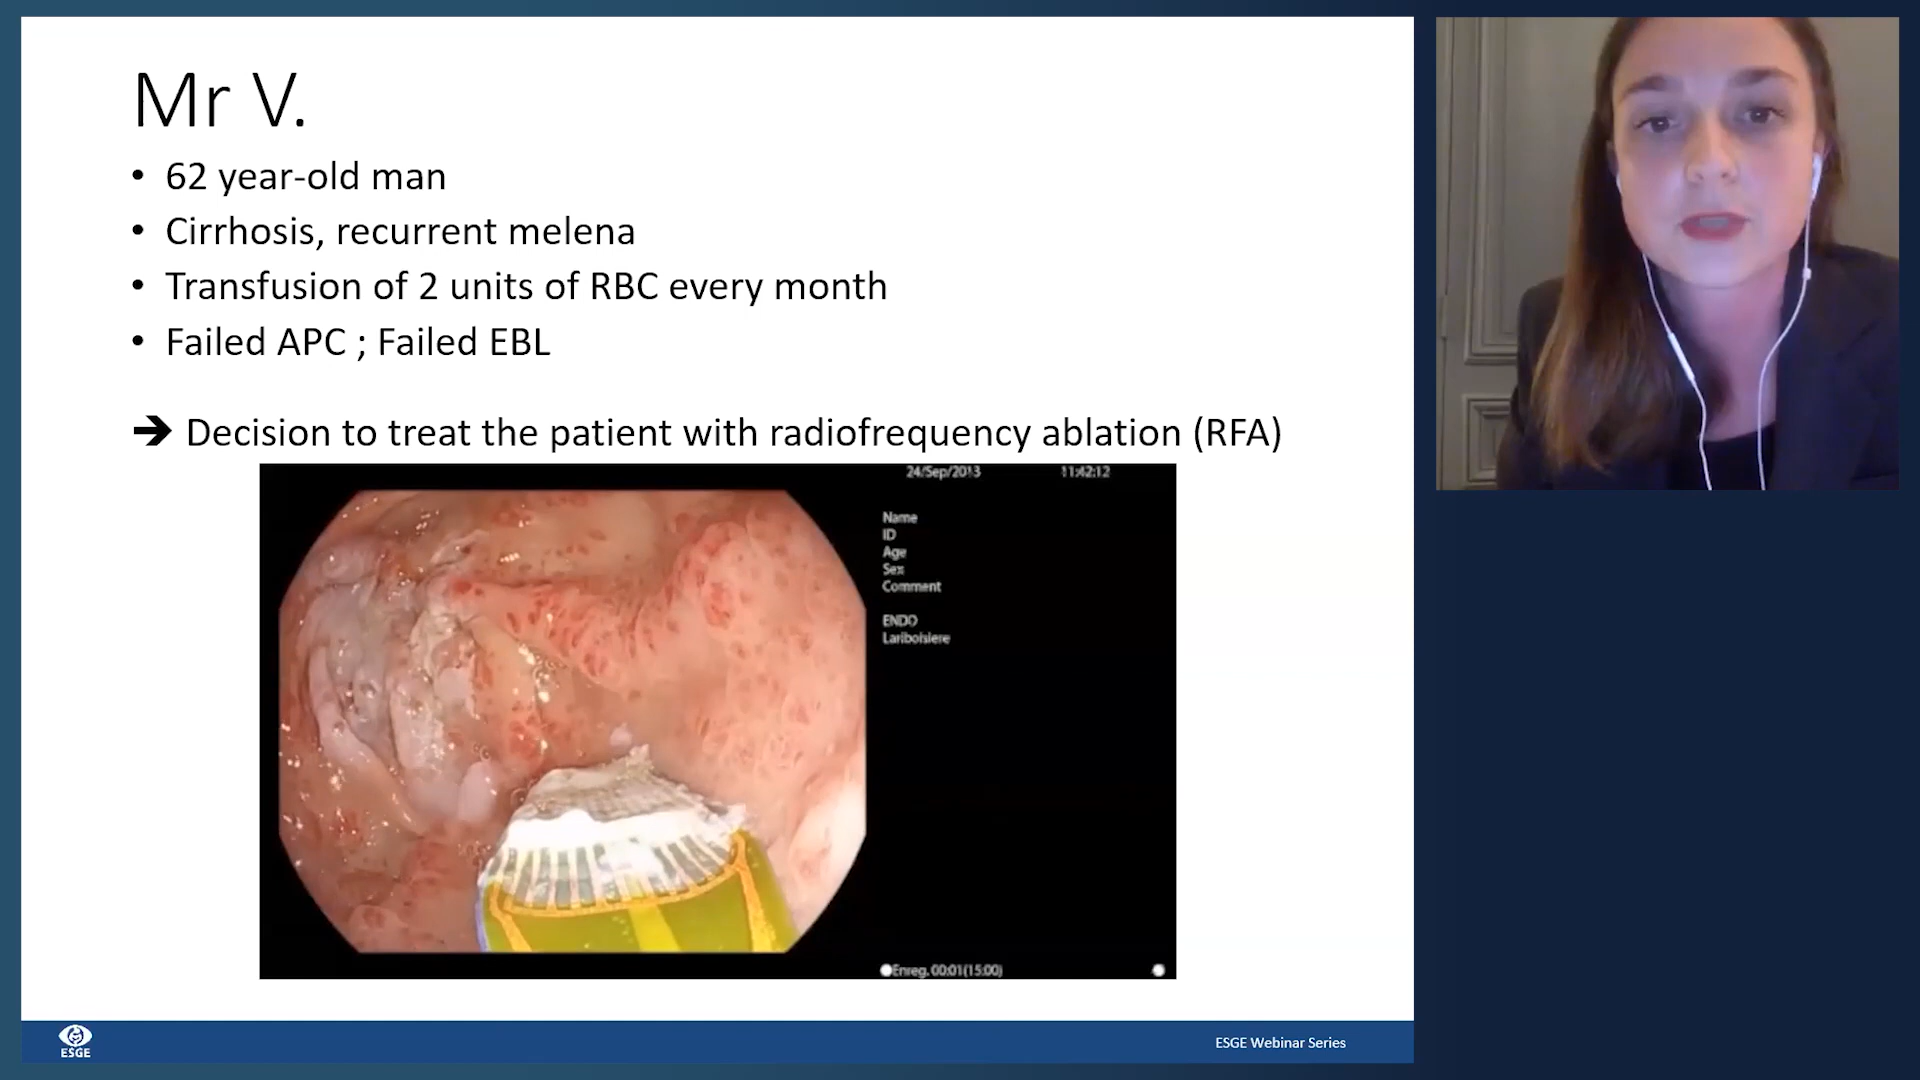 Mr V.
• 62 year-old man
• Cirrhosis, recurrent melena
• Transfusion of 2 units of RBC every month
• Failed APC ; Failed EBL
➔ Decision to treat the patient with radiofrequency ablation (RFA)
24/Sep/2013 11:42:12
Name
ID
Age
Sex
Comment
ENDO
Lariboisiere
Enreg. 00:01(15:00)
ESGE
ESGE Webinar Series